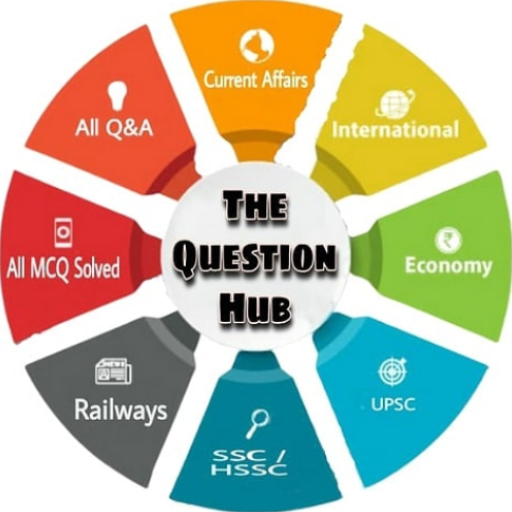 Current Affairs
International
Economy
UPSC
SSC /
HSSC
Railways
All MCQ Solved
All Q&A
The
Question
Hub